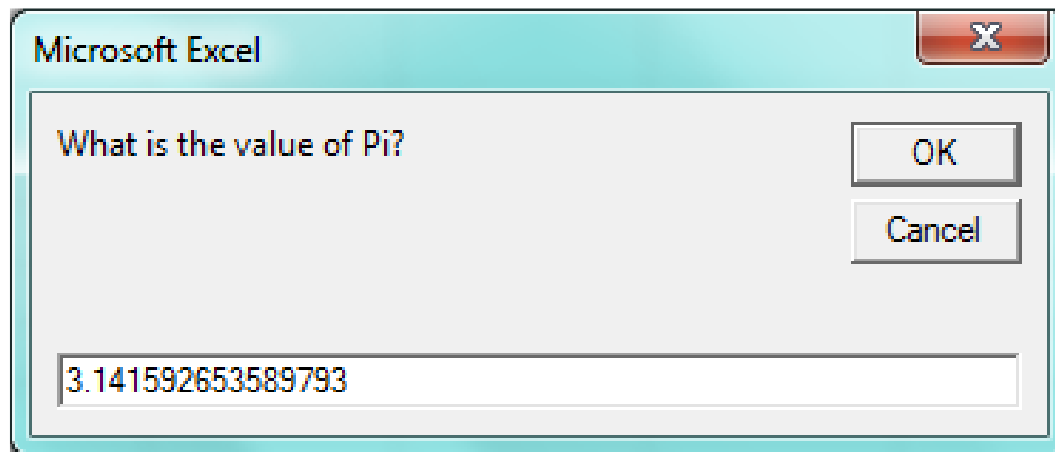 Microsoft Excel
What is the value of Pi?
OK
Cancel
3.141592653589793